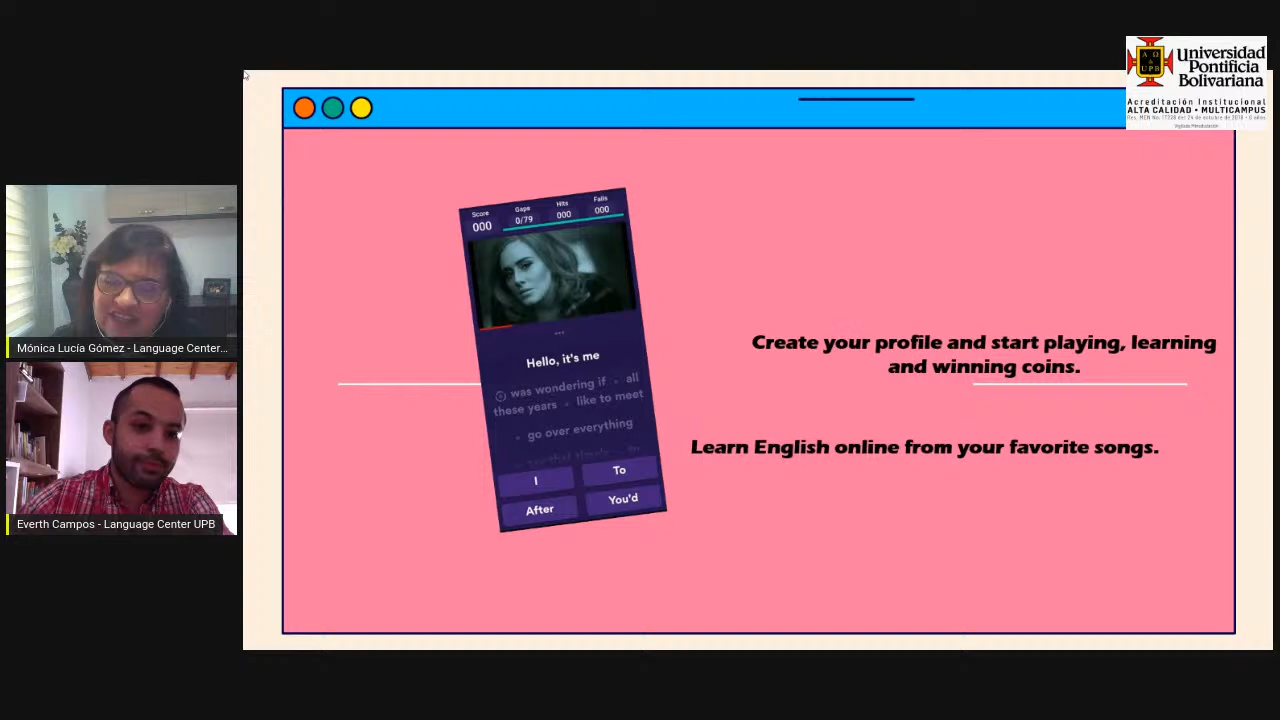 Universidad
Pontificia
Bolivariana
Acreditación Institucional
ALTA CALIDAD • MULTICAMPUS
Vigilada Mineducación
Score
000
Gaps
0/79
Hits
000
Fails
000
Hello, it's me
was wondering if all
these years like to meet
go over everything
I
To
After
You'd
Create your profile and start playing, learning
and winning coins.
Learn English online from your favorite songs.
Mónica Lucía Gómez - Language Center...
Everth Campos - Language Center UPB